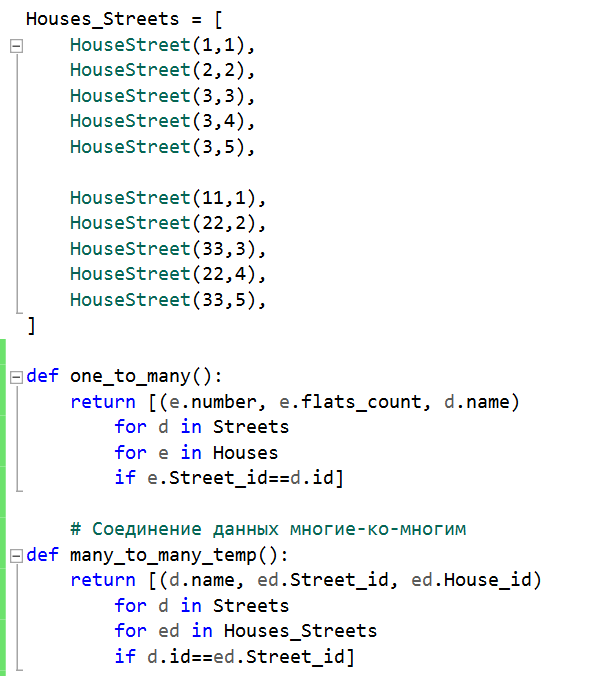 Houses_Streets = [
    HouseStreet(1,1),
    HouseStreet(2,2),
    HouseStreet(3,3),
    HouseStreet(3,4),
    HouseStreet(3,5),

    HouseStreet(11,1),
    HouseStreet(22,2),
    HouseStreet(33,3),
    HouseStreet(22,4),
    HouseStreet(33,5),
]

def one_to_many():
    return [(e.number, e.flats_count, d.name)
        for d in Streets
        for e in Houses
        if e.Street_id==d.id]

    # Соединение данных многие-ко-многим
def many_to_many_temp():
    return [(d.name, ed.Street_id, ed.House_id)
        for d in Streets
        for ed in Houses_Streets
        if d.id==ed.Street_id]